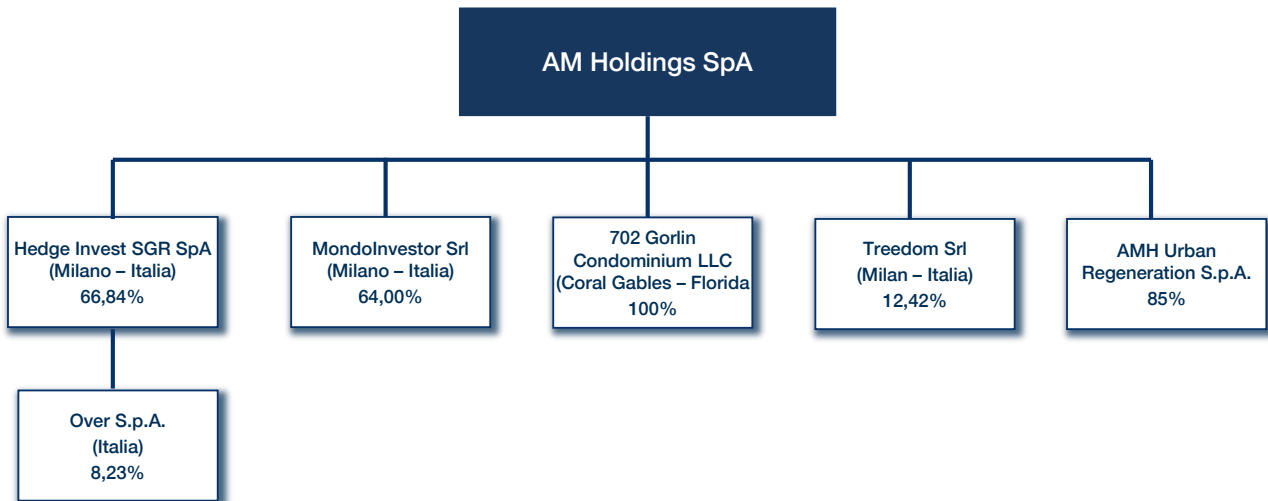 AM Holdings SpA
Hedge Invest SGR SpA
(Milano – Italia)
66,84%
MondoInvestor Srl
(Milano – Italia)
64,00%
702 Gorlin
Condominium LLC
(Coral Gables – Florida
100%
Treedom Srl
(Milan – Italia)
12,42%
AMH Urban
Regeneration S.p.A.
85%
Over S.p.A.
(Italia)
8,23%